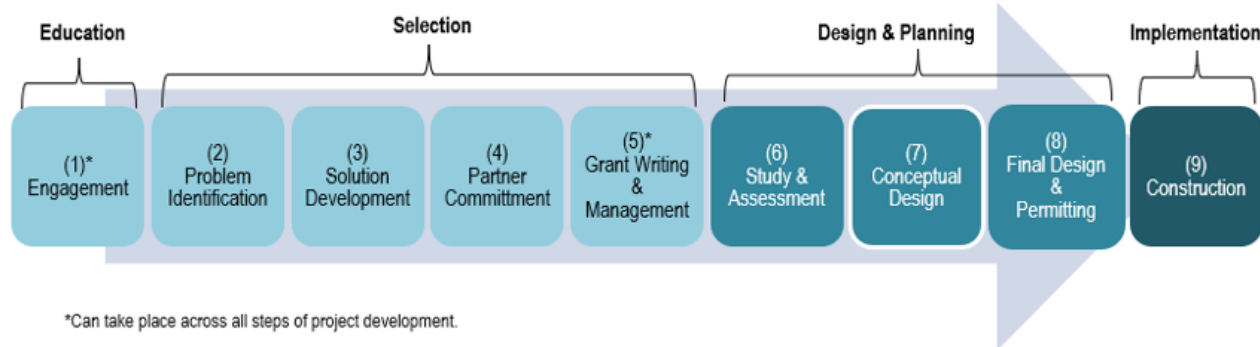 Education
Selection
Design & Planning
Implementation
(1)*
Engagement
(2)
Problem
Identification
(3)
Solution
Development
(4)
Partner
Committment
(5)*
Grant Writing
&
Management
(6)
Study &
Assessment
(7)
Conceptual
Design
(8)
Final Design
&
Permitting
(9)
Construction
*Can take place across all steps of project development.